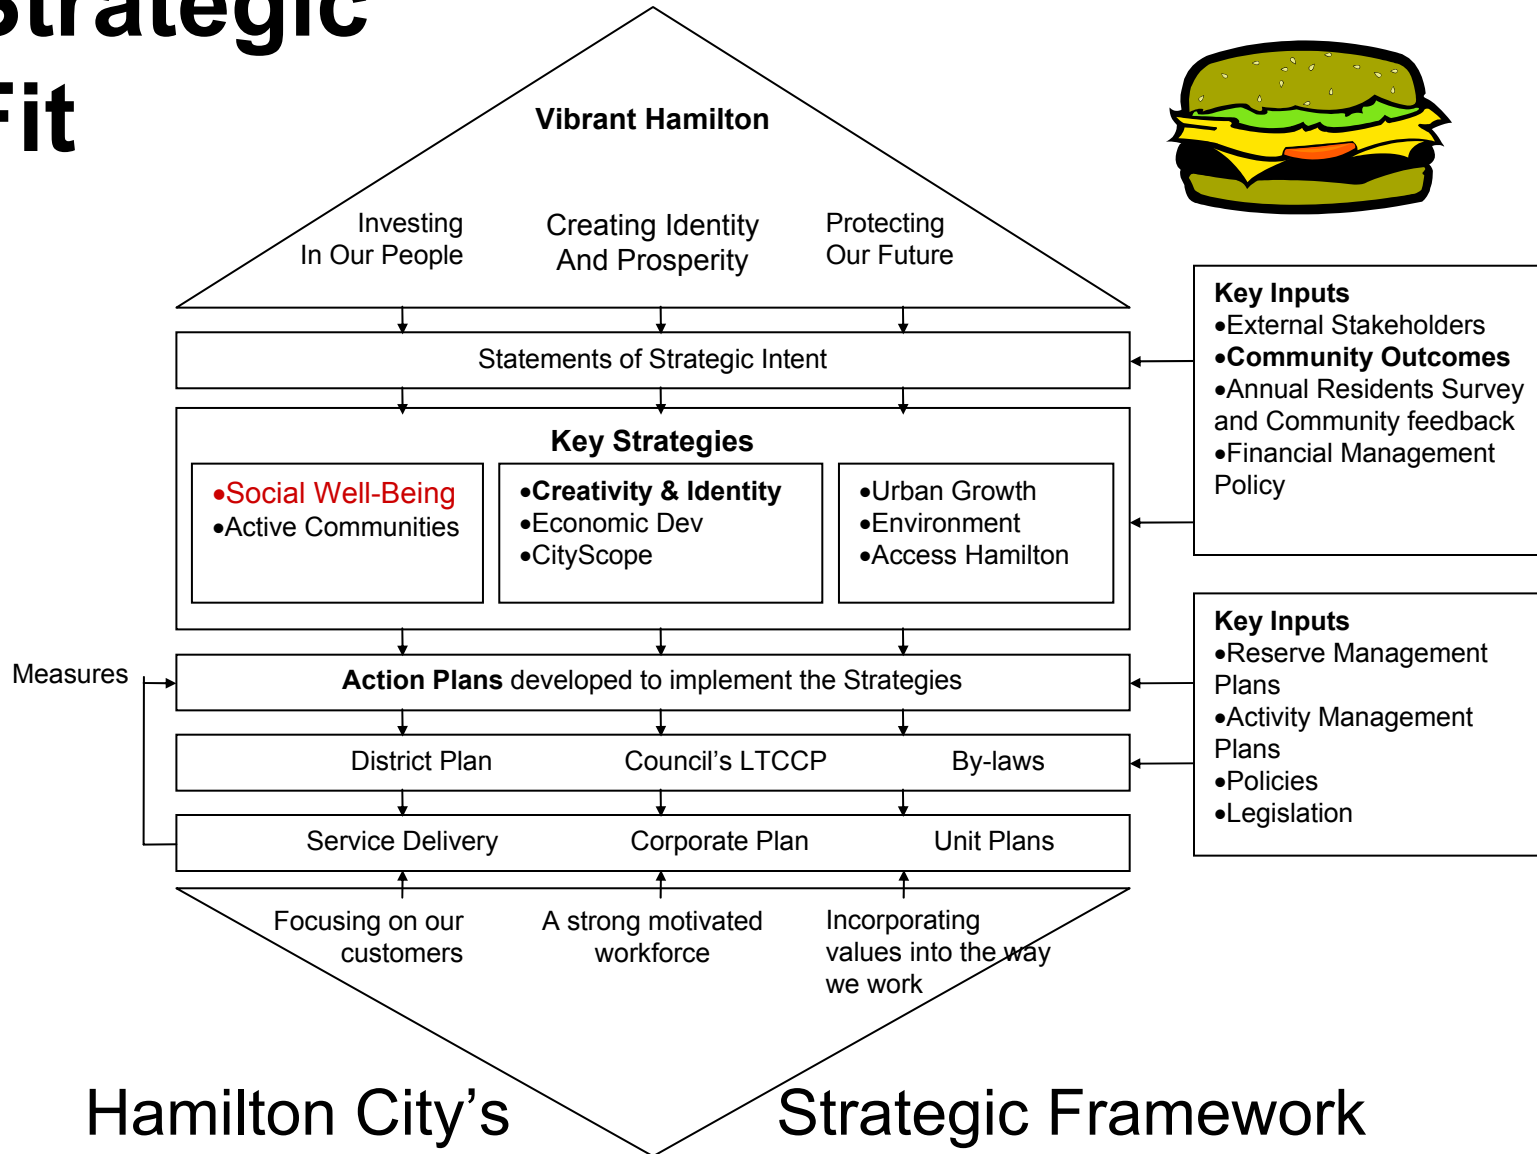 Strategic
Fit
Vibrant Hamilton
Investing
In Our People
Creating Identity
And Prosperity
Protecting
Our Future
Statements of Strategic Intent
Key Strategies
•Social Well-Being
•Active Communities
•Creativity & Identity
•Economic Dev
•CityScope
•Urban Growth
•Environment
•Access Hamilton
Key Inputs
•External Stakeholders
•Community Outcomes
•Annual Residents Survey
and Community feedback
•Financial Management
Policy
Measures
Action Plans developed to implement the Strategies
District Plan
Council’s LTCCP
By-laws
Service Delivery
Corporate Plan
Unit Plans
Key Inputs
•Reserve Management
Plans
•Activity Management
Plans
•Policies
•Legislation
Focusing on our
customers
A strong motivated
workforce
Incorporating
values into the way
we work
Hamilton City’s
Strategic Framework